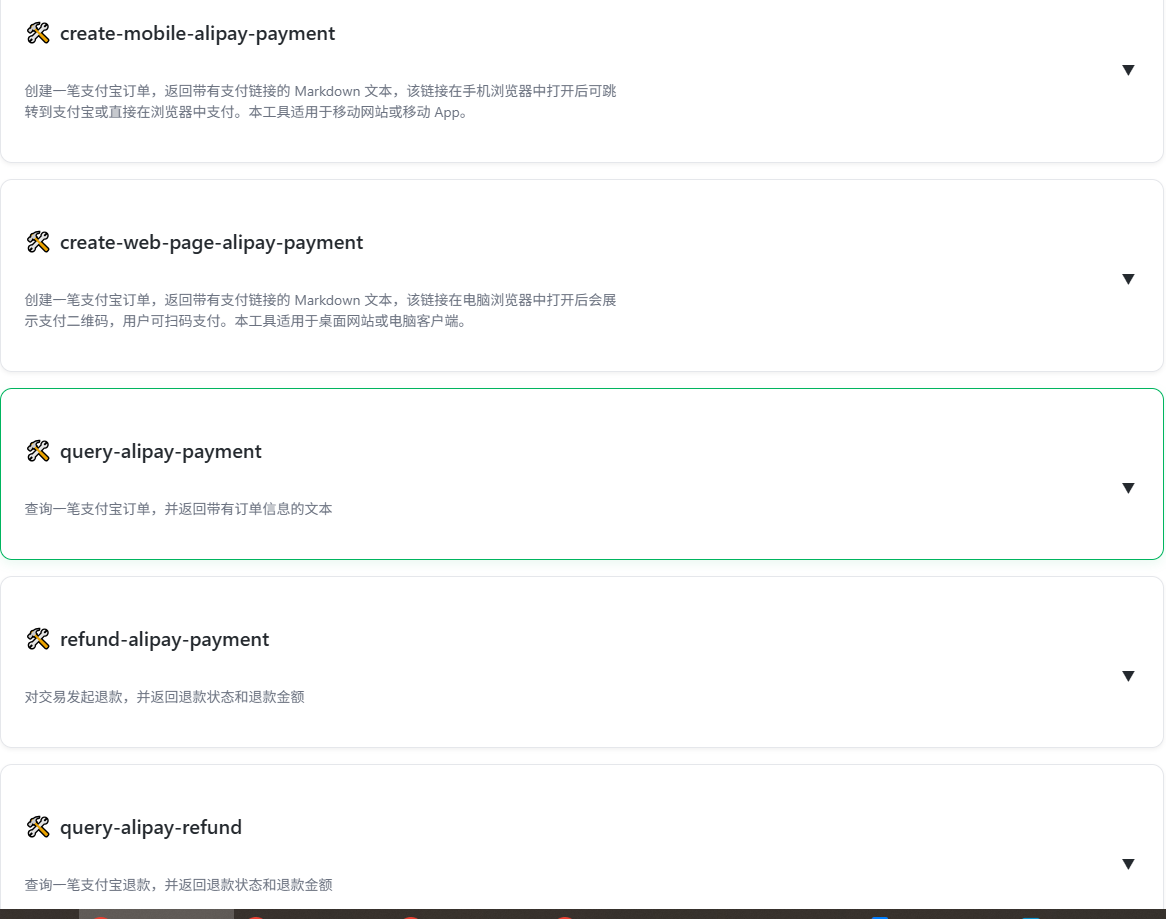 create-mobile-alipay-payment
创建一笔支付宝订单，返回带有支付链接的 Markdown 文本，该链接在手机浏览器中打开后可跳
转到支付宝或直接在浏览器中支付。本工具适用于移动网站或移动 App。
create-web-page-alipay-payment
创建一笔支付宝订单，返回带有支付链接的 Markdown 文本，该链接在电脑浏览器中打开后会展
示支付二维码，用户可扫码支付。本工具适用于桌面网站或电脑客户端。
query-alipay-payment
查询一笔支付宝订单，并返回带有订单信息的文本
refund-alipay-payment
对交易发起退款，并返回退款状态和退款金额
query-alipay-refund
查询一笔支付宝退款，并返回退款状态和退款金额